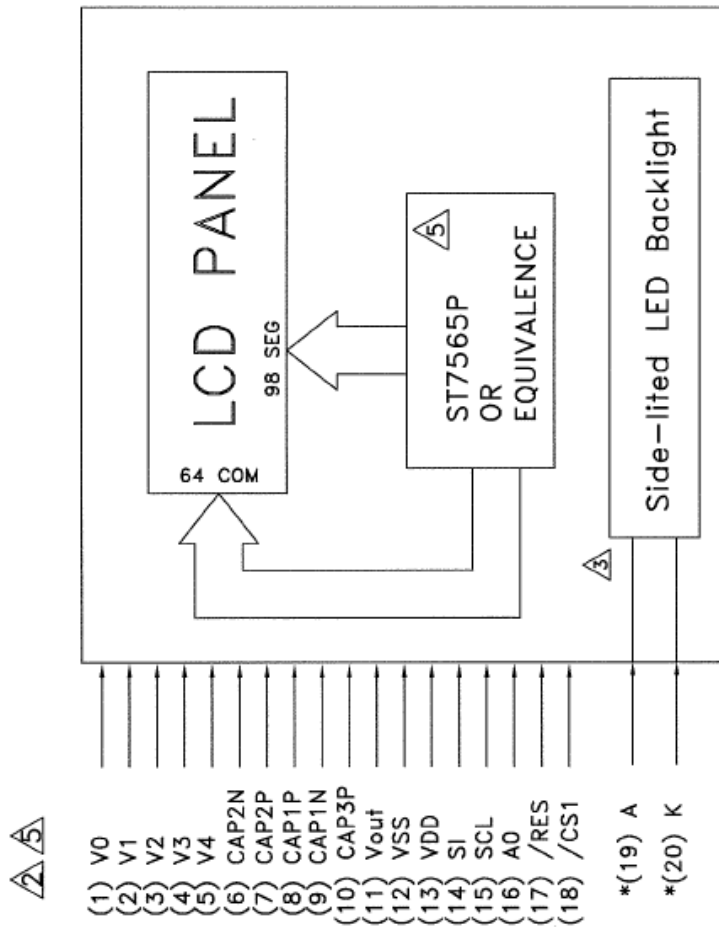 2 5
(1) V0
(2) V1
(3) V2
(4) V3
(5) V4
(6) CAP2N
(7) CAP2P
(8) CAP1P
(9) CAP1N
(10) CAP3P
(11) Vout
(12) VSS
(13) VDD
(14) SI
(15) SCL
(16) A0
(17) /RES
(18) /CS1
*(19) A
*(20) K
LCD PANEL
64 COM
98 SEG
5
ST7565P
OR
EQUIVALENCE
3
Side-lited LED Backlight